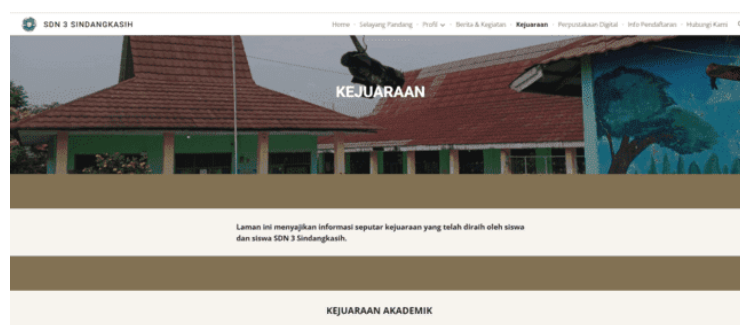 SDN 3 SINDANGKASIH
Home Selayang Pandang Profil Berita & Kegiatan Kejuaraan Perpustakaan Digital Info Pendaftaran Hubungi Kami
KEJUARAAN
Laman ini menyajikan informasi seputar kejuaraan yang telah diraih oleh siswa
dan siswa SDN 3 Sindangkasih.
KEJUARAAN AKADEMIK